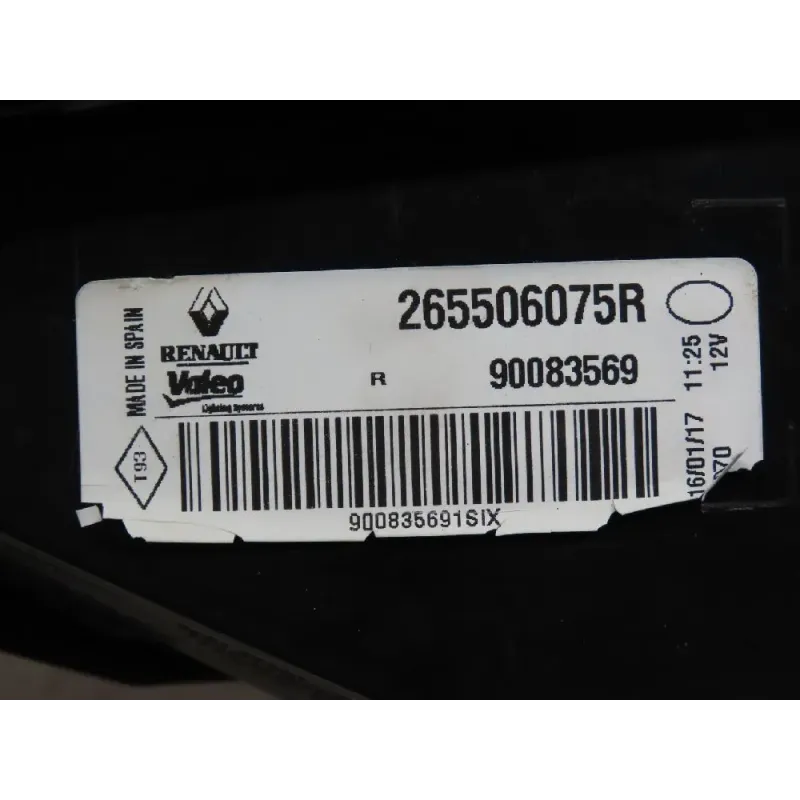 MADE IN SPAIN
RENAULT
Valeo
Lighting Systems
T93
265506075R
R
90083569
900835691SIX
16/01/17 11:25
12V